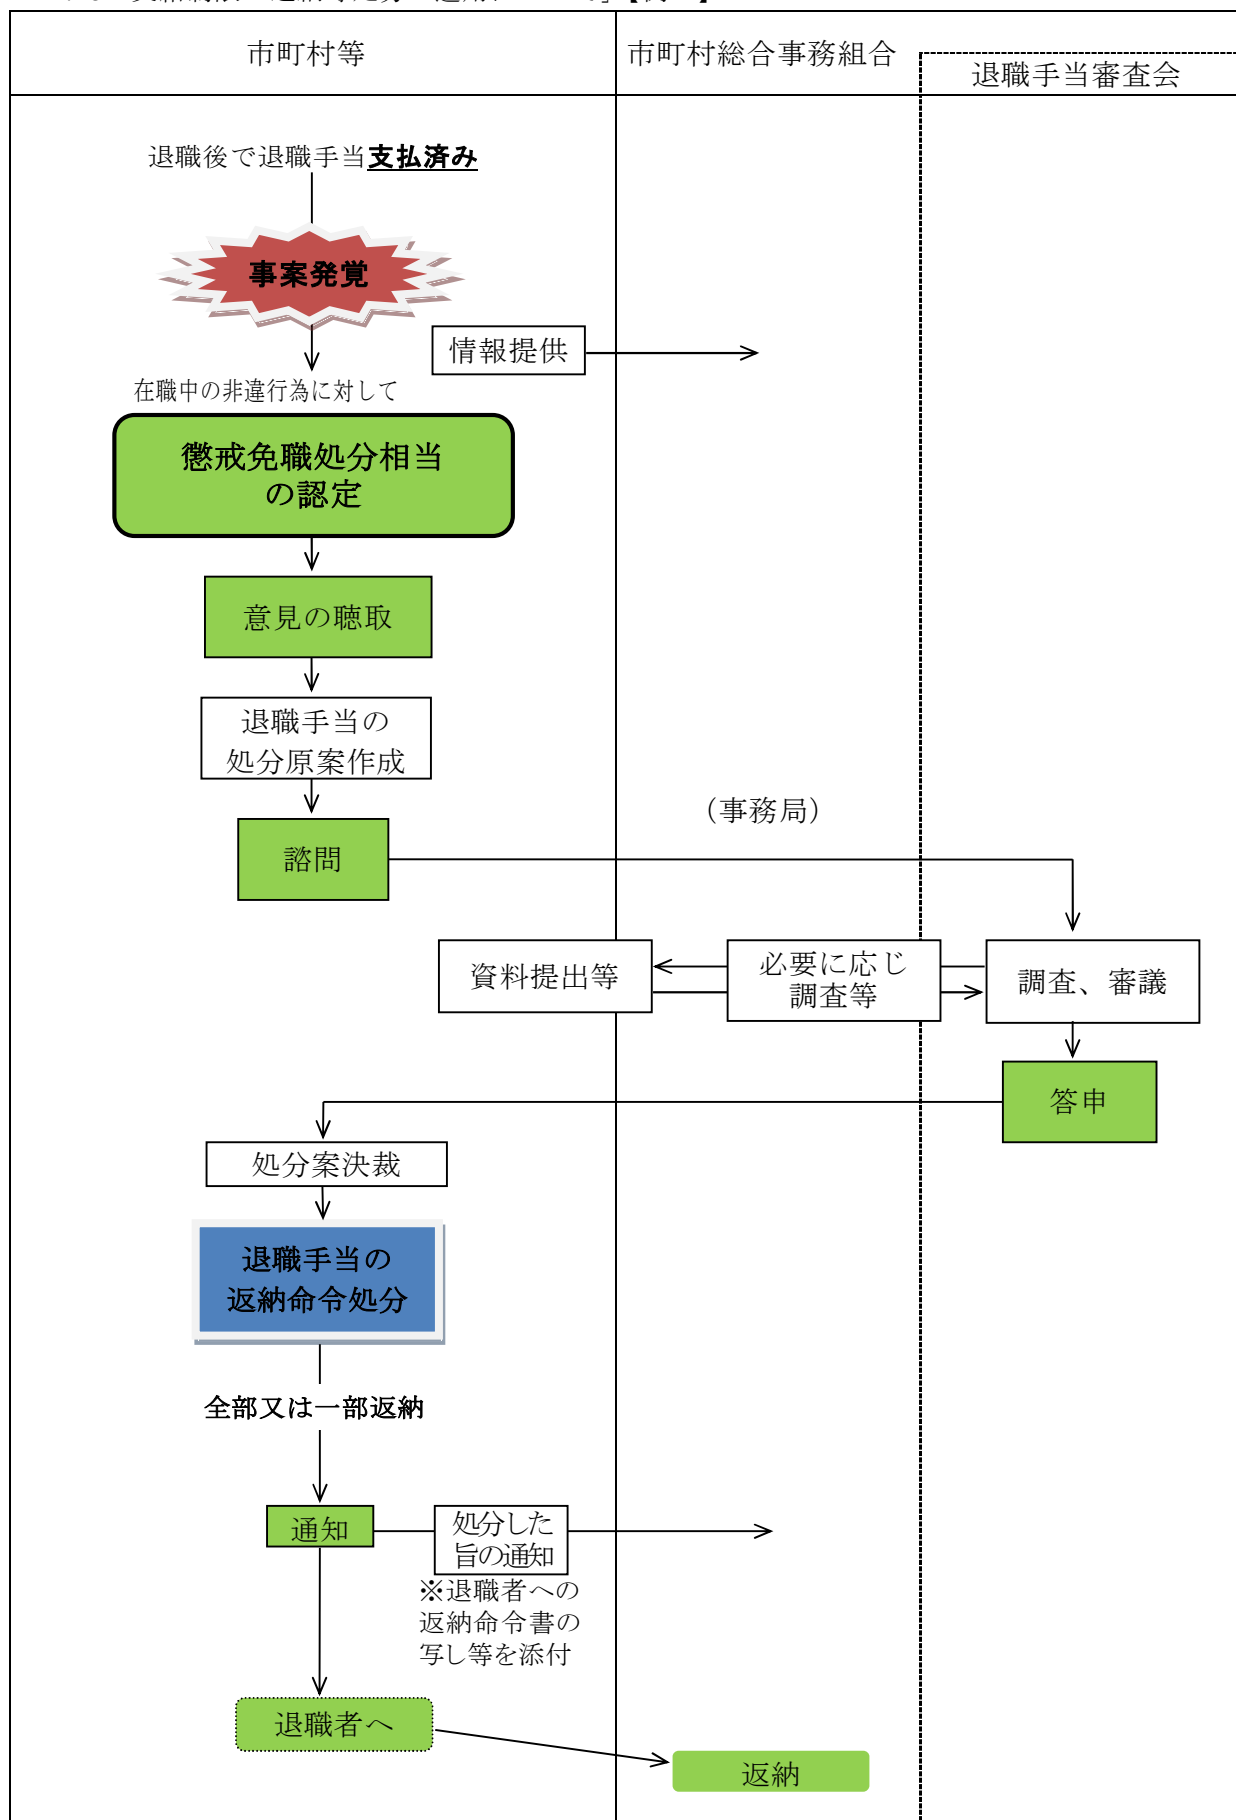 市町村等
市町村総合事務組合
退職手当審査会
退職後で退職手当支払済み
事案発覚
情報提供
在職中の非違行為に対して
懲戒免職処分相当
の認定
意見の聴取
退職手当の
処分原案作成
（事務局）
諮問
資料提出等
必要に応じ
調査等
調査、審議
答申
処分案決裁
退職手当の
返納命令処分
全部又は一部返納
通知
処分した
旨の通知
※退職者への
返納命令書の
写し等を添付
退職者へ
返納